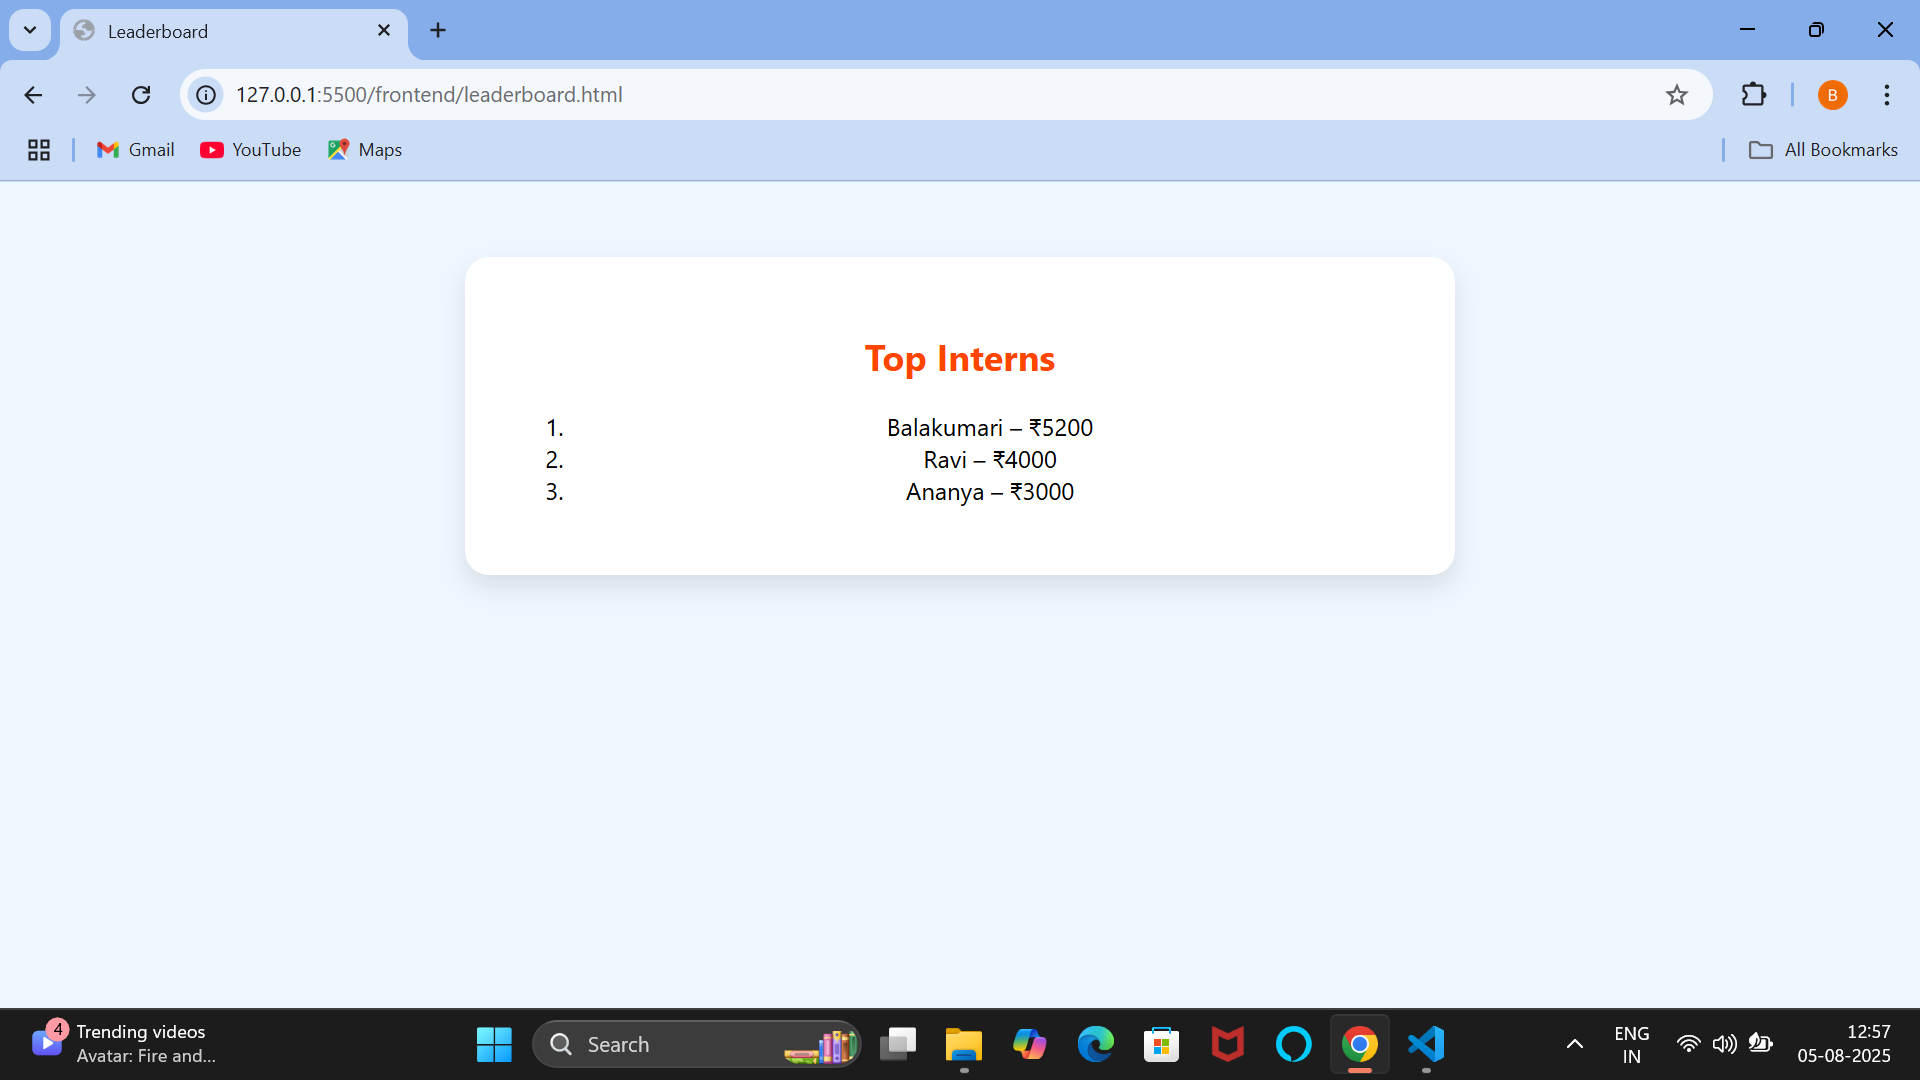 Leaderboard
127.0.0.1:5500/frontend/leaderboard.html
B
Gmail
YouTube
Maps
All Bookmarks
Top Interns
1. Balakumari – ₹5200
2. Ravi – ₹4000
3. Ananya – ₹3000
4
Trending videos
Avatar: Fire and...
Search
ENG
IN
12:57
05-08-2025